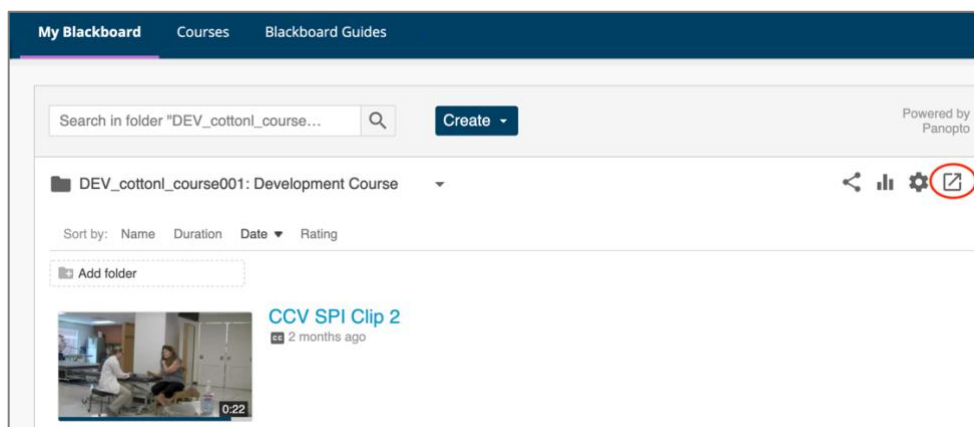 My Blackboard Courses Blackboard Guides
Search in folder "DEV_cottonl_course...
Create
Powered by
Panopto
DEV_cottonl_course001: Development Course
Sort by: Name Duration Date Rating
Add folder
CCV SPI Clip 2
cc 2 months ago
0:22